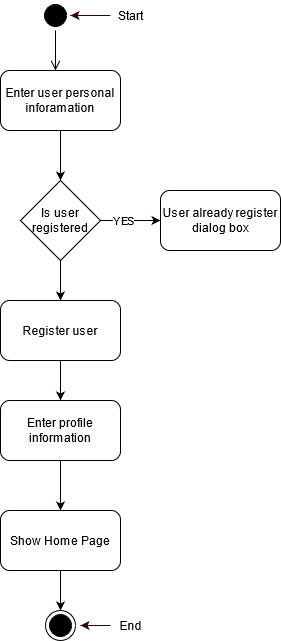 Start
Enter user personal
inforamation
Is user
registered
YES
User already register
dialog box
Register user
Enter profile
information
Show Home Page
End